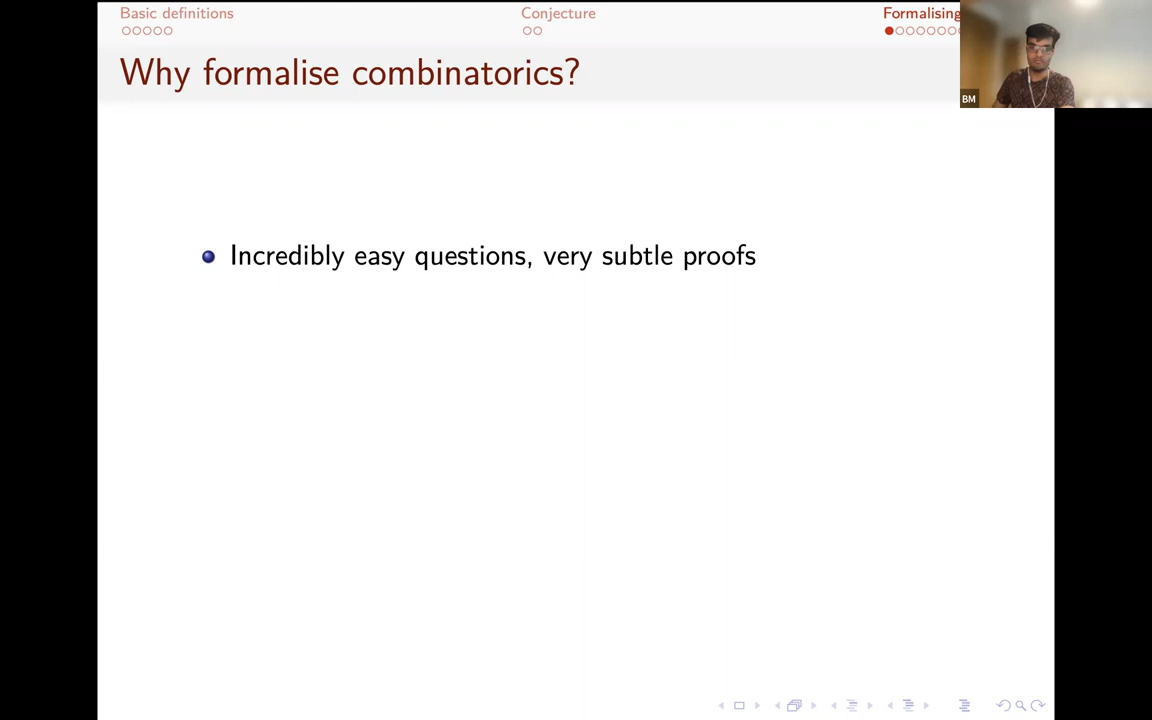 Basic definitions
Conjecture
Formalising
Why formalise combinatorics?
BM
Incredibly easy questions, very subtle proofs